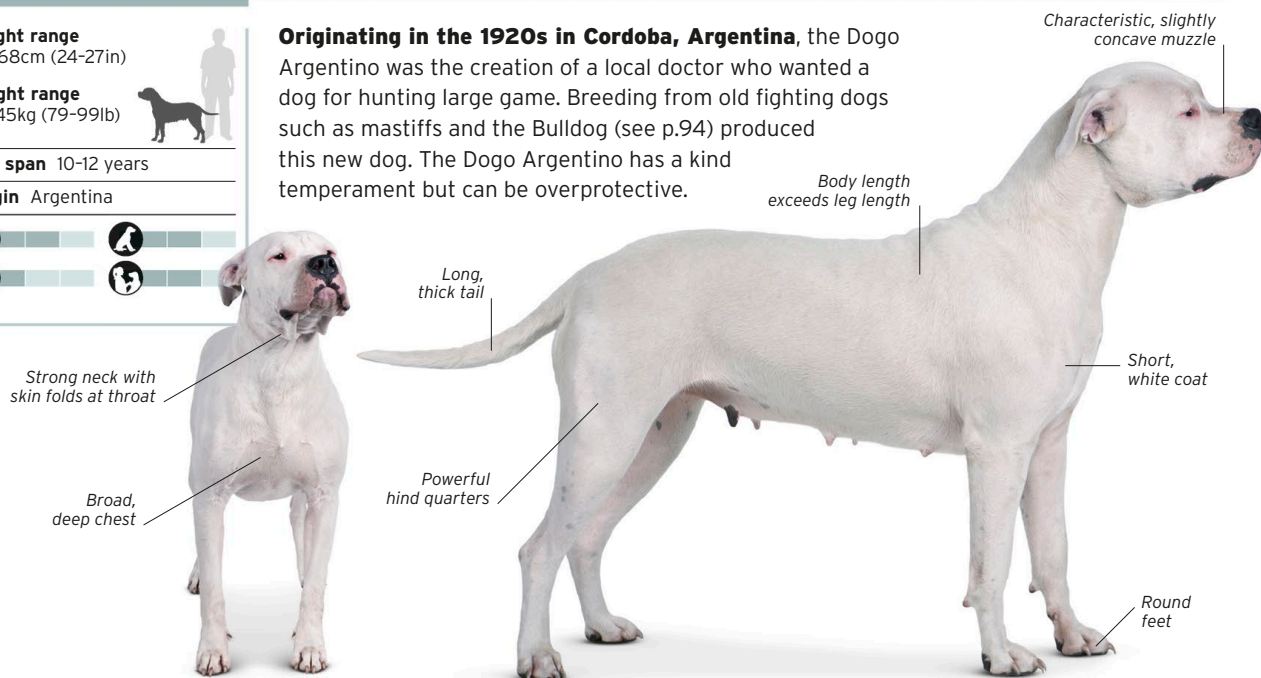 ght range
68cm (24–27in)
ght range
45kg (79–99lb)
span 10–12 years
gin Argentina
Originating in the 1920s in Cordoba, Argentina, the Dogo
Argentino was the creation of a local doctor who wanted a
dog for hunting large game. Breeding from old fighting dogs
such as mastiffs and the Bulldog (see p.94) produced
this new dog. The Dogo Argentino has a kind
temperament but can be overprotective.
Characteristic, slightly
concave muzzle
Body length
exceeds leg length
Long,
thick tail
Strong neck with
skin folds at throat
Short,
white coat
Powerful
hind quarters
Broad,
deep chest
Round
feet